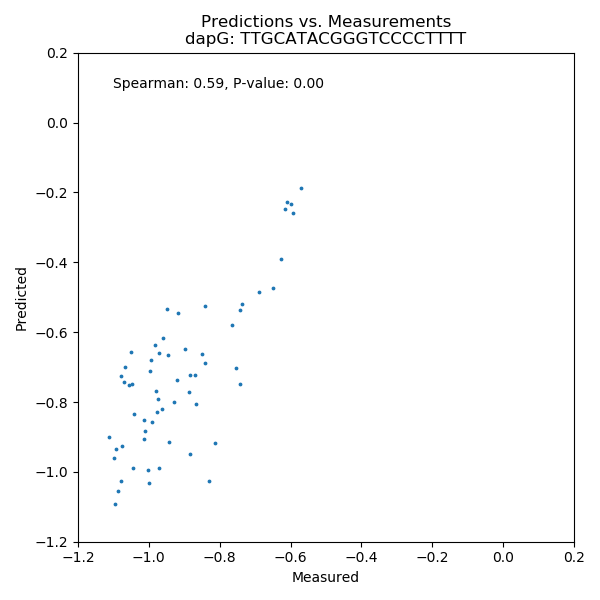 Predictions vs. Measurements
dapG: TTGCATACGGGTCCCCTTTT
Spearman: 0.59, P-value: 0.00
0.2
0.0
−0.2
−0.4
−0.6
−0.8
−1.0
−1.2
Predicted
−1.2 −1.0 −0.8 −0.6 −0.4 −0.2 0.0 0.2
Measured